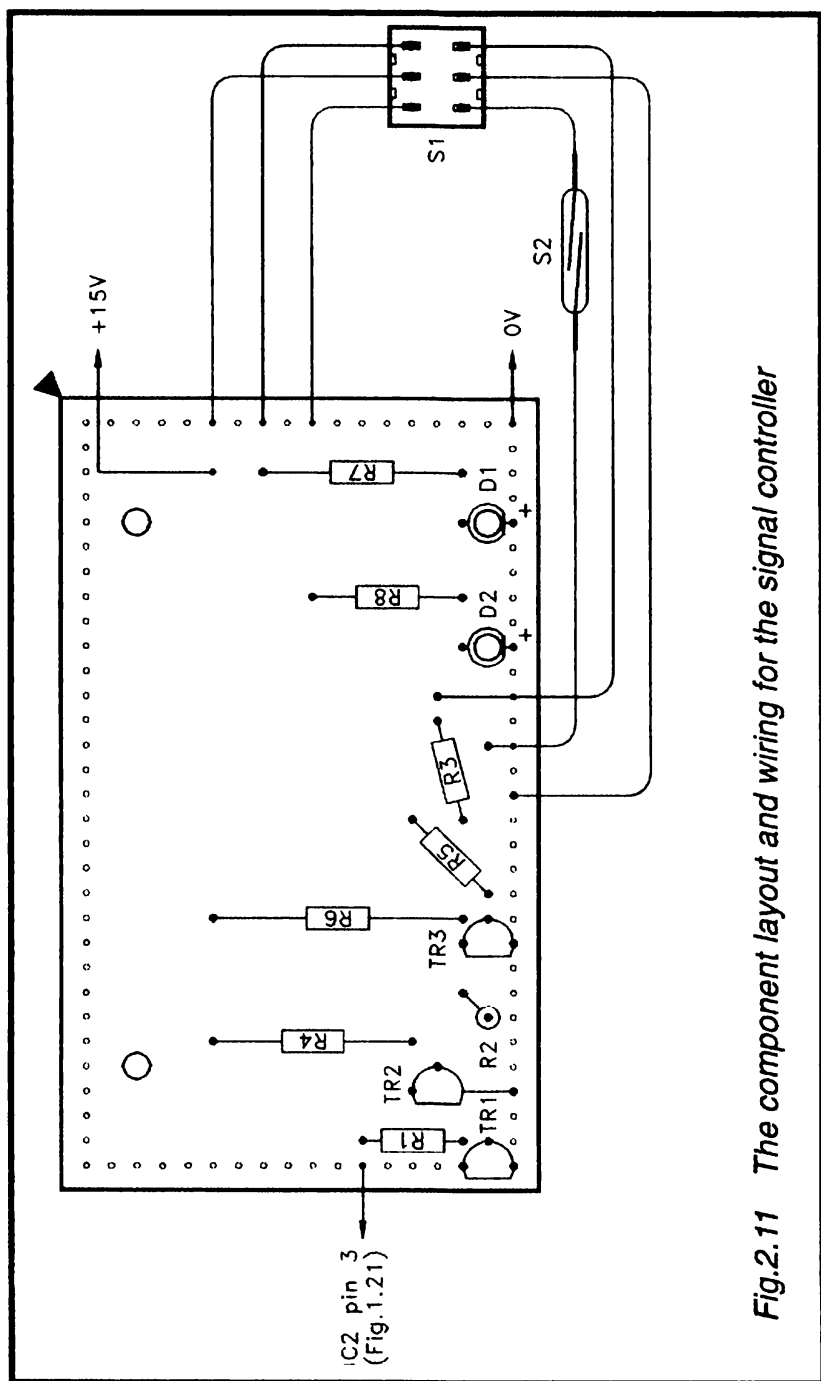 S1
+15V
S2
0V
R7
D1
+
R8
D2
+
R3
R5
R6
TR3
R4
R2
TR2
R1
TR1
IC2 pin 3
(Fig.1.21)
Fig.2.11 The component layout and wiring for the signal controller